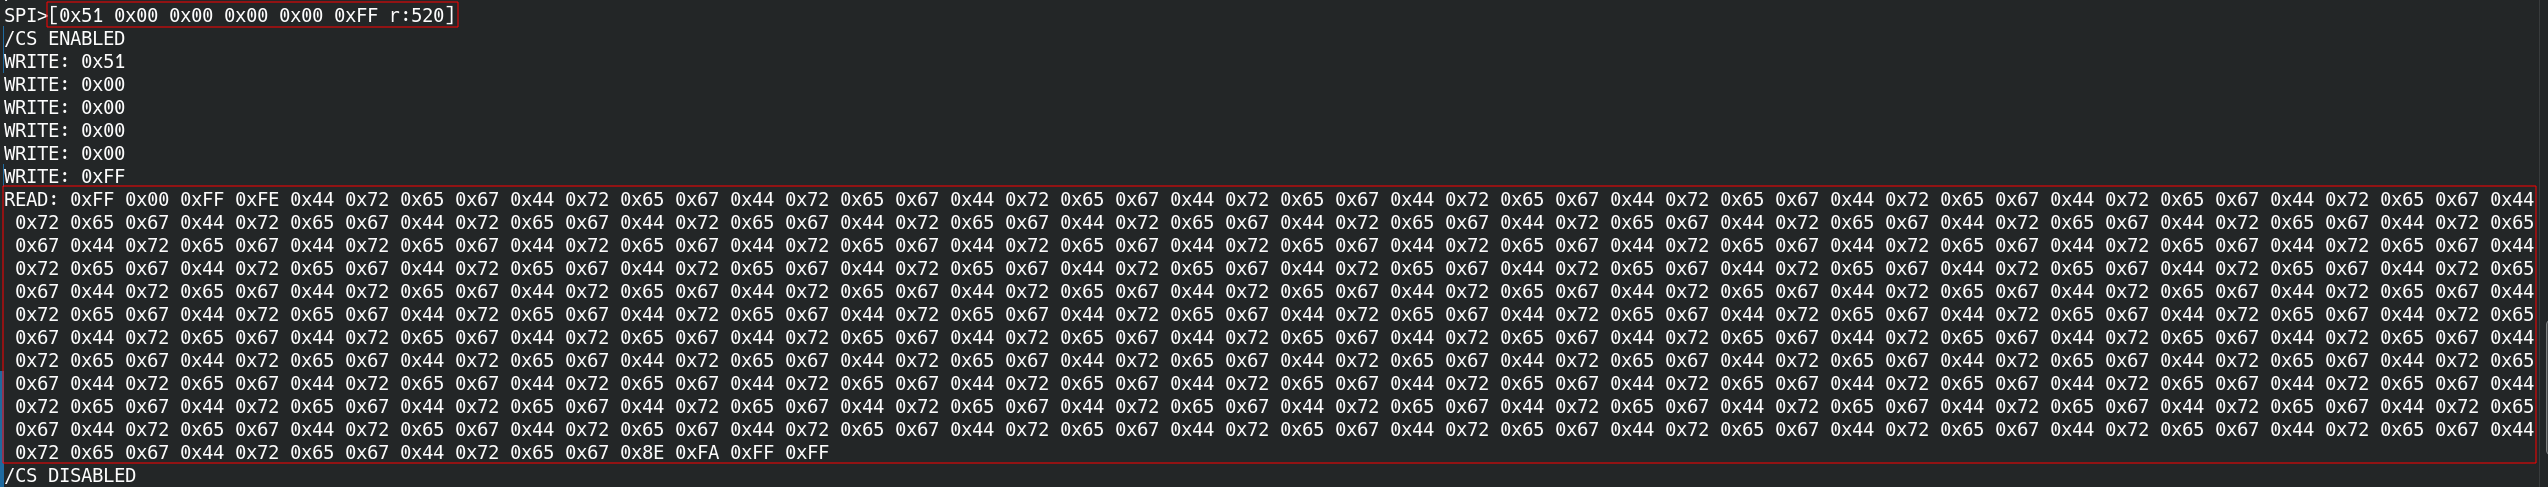 SPI>[0x51 0x00 0x00 0x00 0x00 0xFF r:520]
/CS ENABLED
WRITE: 0x51
WRITE: 0x00
WRITE: 0x00
WRITE: 0x00
WRITE: 0x00
WRITE: 0xFF
READ: 0xFF 0x00 0xFF 0xFE 0x44 0x72 0x65 0x67 0x44 0x72 0x65 0x67 0x44 0x72 0x65 0x67 0x44 0x72 0x65 0x67 0x44 0x72 0x65 0x67 0x44 0x72 0x65 0x67 0x44 0x72 0x65 0x67 0x44 0x72 0x65 0x67 0x44 0x72 0x65 0x67 0x44 0x72 0x65 0x67 0x44
0x72 0x65 0x67 0x44 0x72 0x65 0x67 0x44 0x72 0x65 0x67 0x44 0x72 0x65 0x67 0x44 0x72 0x65 0x67 0x44 0x72 0x65 0x67 0x44 0x72 0x65 0x67 0x44 0x72 0x65 0x67 0x44 0x72 0x65 0x67 0x44 0x72 0x65 0x67 0x44 0x72 0x65 0x67 0x44 0x72 0x65
0x67 0x44 0x72 0x65 0x67 0x44 0x72 0x65 0x67 0x44 0x72 0x65 0x67 0x44 0x72 0x65 0x67 0x44 0x72 0x65 0x67 0x44 0x72 0x65 0x67 0x44 0x72 0x65 0x67 0x44 0x72 0x65 0x67 0x44 0x72 0x65 0x67 0x44 0x72 0x65 0x67 0x44 0x72 0x65 0x67 0x44
0x72 0x65 0x67 0x44 0x72 0x65 0x67 0x44 0x72 0x65 0x67 0x44 0x72 0x65 0x67 0x44 0x72 0x65 0x67 0x44 0x72 0x65 0x67 0x44 0x72 0x65 0x67 0x44 0x72 0x65 0x67 0x44 0x72 0x65 0x67 0x44 0x72 0x65 0x67 0x44 0x72 0x65 0x67 0x44 0x72 0x65
0x67 0x44 0x72 0x65 0x67 0x44 0x72 0x65 0x67 0x44 0x72 0x65 0x67 0x44 0x72 0x65 0x67 0x44 0x72 0x65 0x67 0x44 0x72 0x65 0x67 0x44 0x72 0x65 0x67 0x44 0x72 0x65 0x67 0x44 0x72 0x65 0x67 0x44 0x72 0x65 0x67 0x44 0x72 0x65 0x67 0x44
0x72 0x65 0x67 0x44 0x72 0x65 0x67 0x44 0x72 0x65 0x67 0x44 0x72 0x65 0x67 0x44 0x72 0x65 0x67 0x44 0x72 0x65 0x67 0x44 0x72 0x65 0x67 0x44 0x72 0x65 0x67 0x44 0x72 0x65 0x67 0x44 0x72 0x65 0x67 0x44 0x72 0x65 0x67 0x44 0x72 0x65
0x67 0x44 0x72 0x65 0x67 0x44 0x72 0x65 0x67 0x44 0x72 0x65 0x67 0x44 0x72 0x65 0x67 0x44 0x72 0x65 0x67 0x44 0x72 0x65 0x67 0x44 0x72 0x65 0x67 0x44 0x72 0x65 0x67 0x44 0x72 0x65 0x67 0x44 0x72 0x65 0x67 0x44 0x72 0x65 0x67 0x44
0x72 0x65 0x67 0x44 0x72 0x65 0x67 0x44 0x72 0x65 0x67 0x44 0x72 0x65 0x67 0x44 0x72 0x65 0x67 0x44 0x72 0x65 0x67 0x44 0x72 0x65 0x67 0x44 0x72 0x65 0x67 0x44 0x72 0x65 0x67 0x44 0x72 0x65 0x67 0x44 0x72 0x65 0x67 0x44 0x72 0x65
0x67 0x44 0x72 0x65 0x67 0x44 0x72 0x65 0x67 0x44 0x72 0x65 0x67 0x44 0x72 0x65 0x67 0x44 0x72 0x65 0x67 0x44 0x72 0x65 0x67 0x44 0x72 0x65 0x67 0x44 0x72 0x65 0x67 0x44 0x72 0x65 0x67 0x44 0x72 0x65 0x67 0x44 0x72 0x65 0x67 0x44
0x72 0x65 0x67 0x44 0x72 0x65 0x67 0x44 0x72 0x65 0x67 0x44 0x72 0x65 0x67 0x44 0x72 0x65 0x67 0x44 0x72 0x65 0x67 0x44 0x72 0x65 0x67 0x44 0x72 0x65 0x67 0x44 0x72 0x65 0x67 0x44 0x72 0x65 0x67 0x44 0x72 0x65 0x67 0x44 0x72 0x65
0x67 0x44 0x72 0x65 0x67 0x44 0x72 0x65 0x67 0x44 0x72 0x65 0x67 0x44 0x72 0x65 0x67 0x44 0x72 0x65 0x67 0x44 0x72 0x65 0x67 0x44 0x72 0x65 0x67 0x44 0x72 0x65 0x67 0x44 0x72 0x65 0x67 0x44 0x72 0x65 0x67 0x44 0x72 0x65 0x67 0x44
0x72 0x65 0x67 0x44 0x72 0x65 0x67 0x44 0x72 0x65 0x67 0x8E 0xFA 0xFF 0xFF
/CS DISABLED